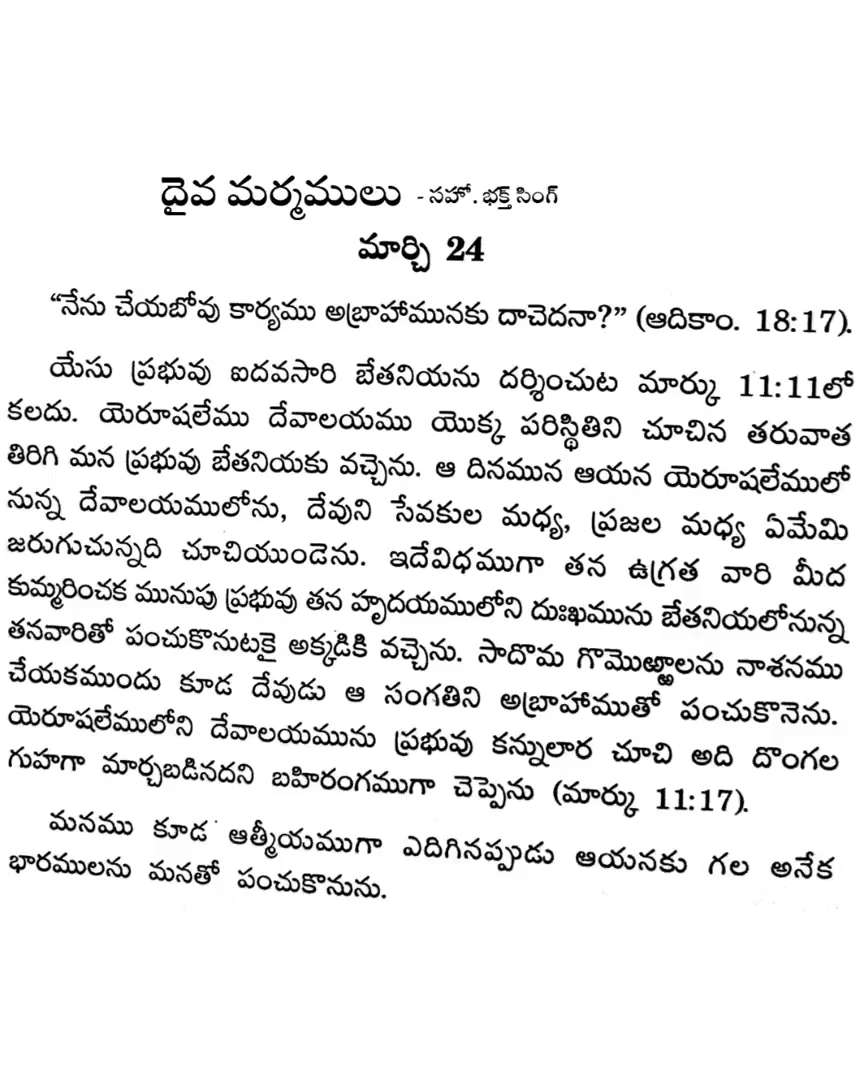 దైవ మర్మములు - సహో. భక్త్ సింగ్
మార్చి 24
“నేను చేయబోవు కార్యము అబ్రాహామునకు దాచెదనా?” (ఆదికాం. 18:17).
యేసు ప్రభువు ఐదవసారి బేతనియను దర్శించుట మార్కు 11:11లో
కలదు. యెరూషలేము దేవాలయము యొక్క పరిస్థితిని చూచిన తరువాత
తిరిగి మన ప్రభువు బేతనియకు వచ్చెను. ఆ దినమున ఆయన యెరూషలేములో
నున్న దేవాలయములోను, దేవుని సేవకుల మధ్య, ప్రజల మధ్య ఏమేమి
జరుగుచున్నది చూచియుండెను. ఇదేవిధముగా తన ఉగ్రత వారి మీద
కుమ్మరించక మునుపు ప్రభువు తన హృదయములోని దుఃఖమును బేతనియలోనున్న
తనవారితో పంచుకొనుటకై అక్కడికి వచ్చెను. సాదొమ గొమొఱ్ఱాలను నాశనము
చేయకముందు కూడ దేవుడు ఆ సంగతిని అబ్రాహాముతో పంచుకొనెను.
యెరూషలేములోని దేవాలయమును ప్రభువు కన్నులార చూచి అది దొంగల
గుహగా మార్చబడినదని బహిరంగముగా చెప్పెను (మార్కు 11:17).
మనము కూడ ఆత్మీయముగా ఎదిగినప్పుడు ఆయనకు గల అనేక
భారములను మనతో పంచుకొనును.